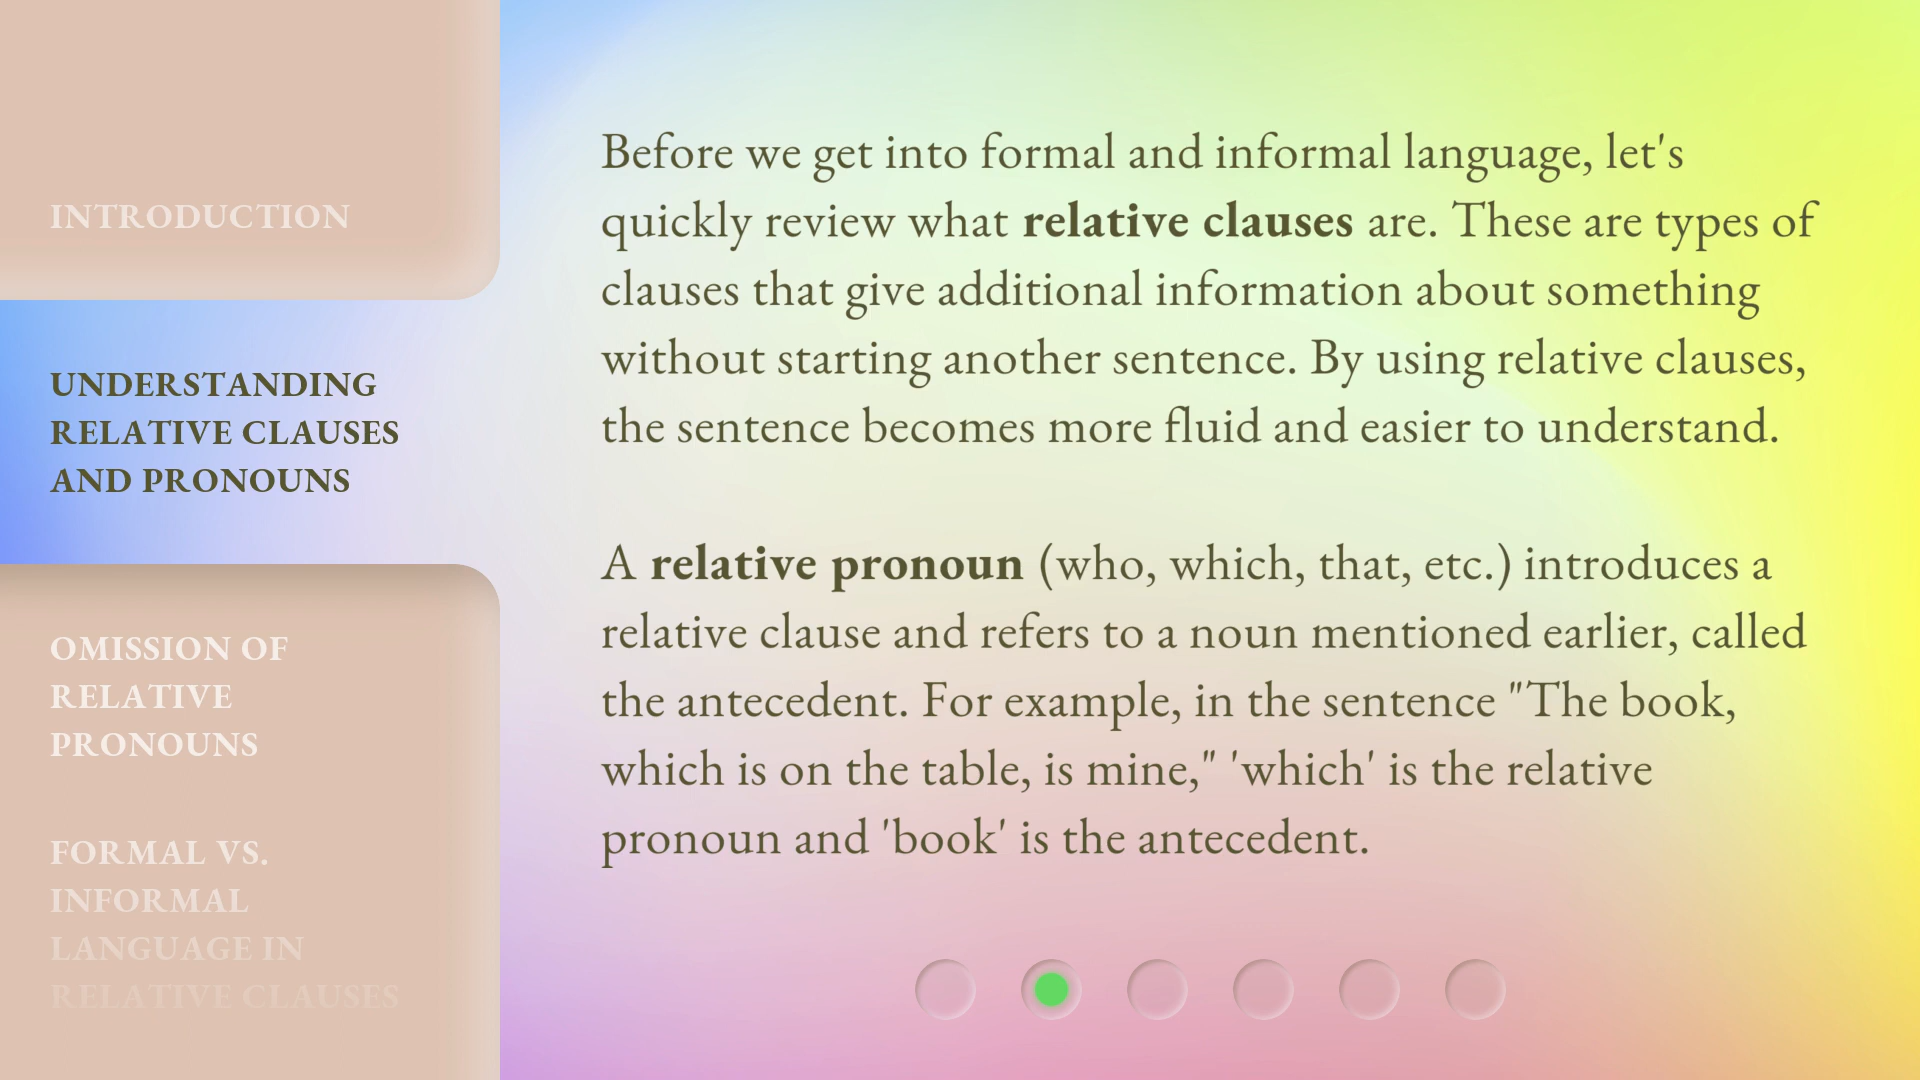 INTRODUCTION
UNDERSTANDING
RELATIVE CLAUSES
AND PRONOUNS
OMISSION OF
RELATIVE
PRONOUNS
FORMAL VS.
INFORMAL
LANGUAGE IN
RELATIVE CLAUSES
Before we get into formal and informal language, let's
quickly review what relative clauses are. These are types of
clauses that give additional information about something
without starting another sentence. By using relative clauses,
the sentence becomes more fluid and easier to understand.
A relative pronoun (who, which, that, etc.) introduces a
relative clause and refers to a noun mentioned earlier, called
the antecedent. For example, in the sentence "The book,
which is on the table, is mine," 'which' is the relative
pronoun and 'book' is the antecedent.